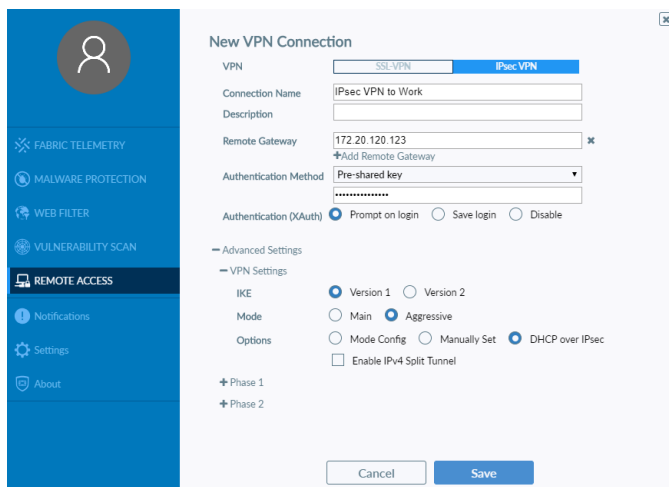 New VPN Connection
VPN SSL-VPN IPsec VPN
Connection Name IPsec VPN to Work
Description
Remote Gateway 172.20.120.123
+Add Remote Gateway
Authentication Method Pre-shared key
•••••••••••••••
Authentication (XAuth) Prompt on login Save login Disable
Advanced Settings
VPN Settings
IKE Version 1 Version 2
Mode Main Aggressive
Options Mode Config Manually Set DHCP over IPsec
Enable IPv4 Split Tunnel
+ Phase 1
+ Phase 2
Cancel Save
FABRIC TELEMETRY
MALWARE PROTECTION
WEB FILTER
VULNERABILITY SCAN
REMOTE ACCESS
Notifications
Settings
About